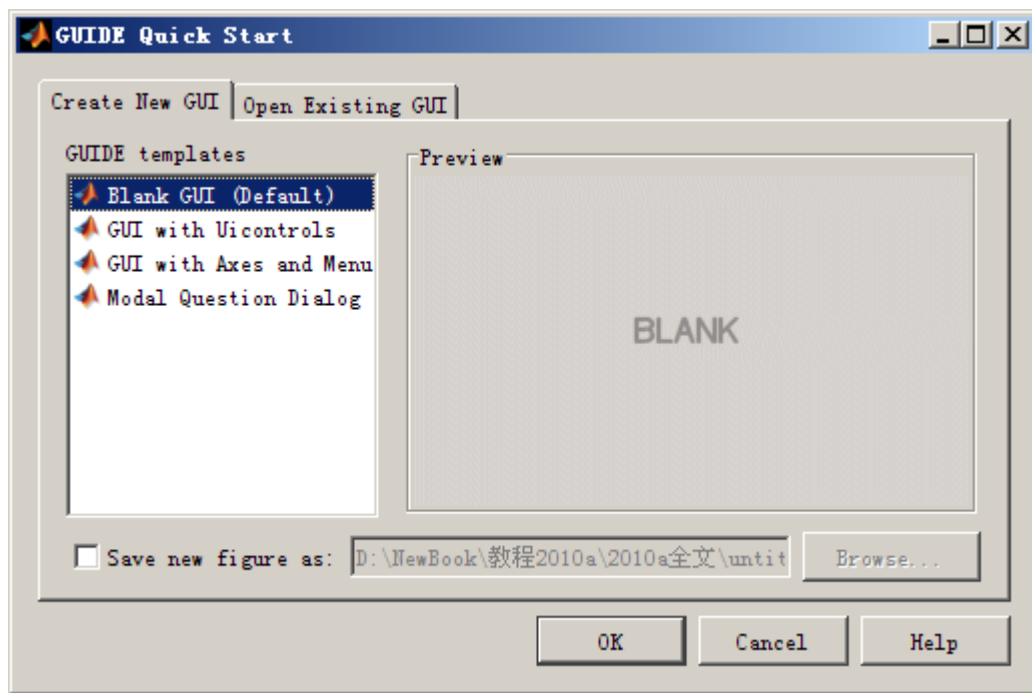 GUIDE Quick Start
Create New GUI
Open Existing GUI
GUIDE templates
Blank GUI (Default)
GUI with Uicontrols
GUI with Axes and Menu
Modal Question Dialog
Preview
BLANK
Save new figure as:
D:\NewBook\教程2010a\2010a全文\untit
Browse...
OK
Cancel
Help